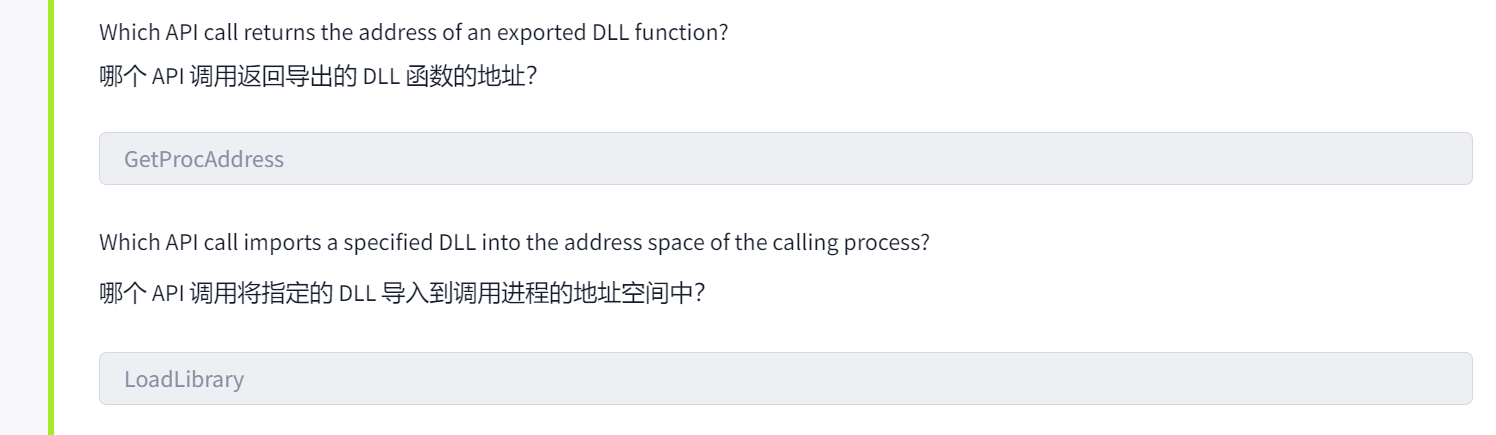 Which API call returns the address of an exported DLL function?
哪个 API 调用返回导出的 DLL 函数的地址？
GetProcAddress
Which API call imports a specified DLL into the address space of the calling process?
哪个 API 调用将指定的 DLL 导入到调用进程的地址空间中？
LoadLibrary